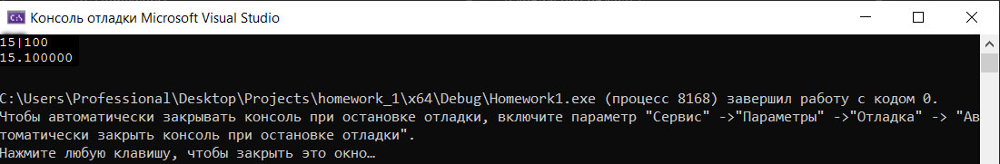 C:\ Консоль отладки Microsoft Visual Studio
15|100
15.100000
C:\Users\Professional\Desktop\Projects\homework_1\x64\Debug\Homework1.exe (процесс 8168) завершил работу с кодом 0.
Чтобы автоматически закрывать консоль при остановке отладки, включите параметр "Сервис" ->"Параметры" ->"Отладка" -> "Ав
томатически закрыть консоль при остановке отладки".
Нажмите любую клавишу, чтобы закрыть это окно…